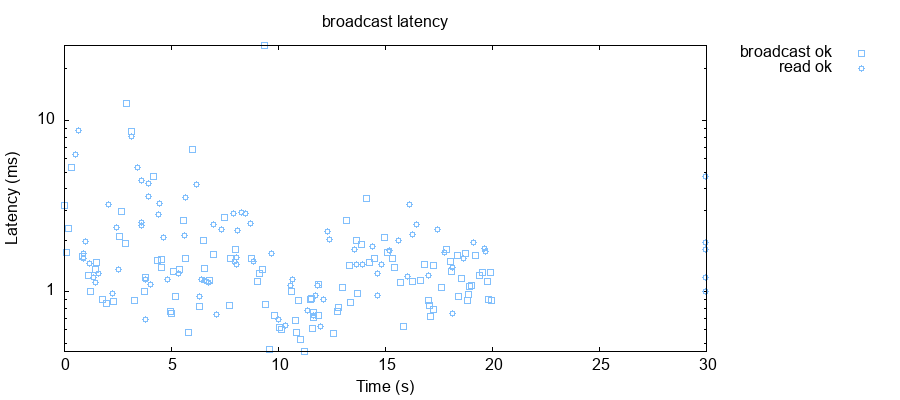 broadcast latency
broadcast ok
read ok
10
1
Latency (ms)
0 5 10 15 20 25 30
Time (s)